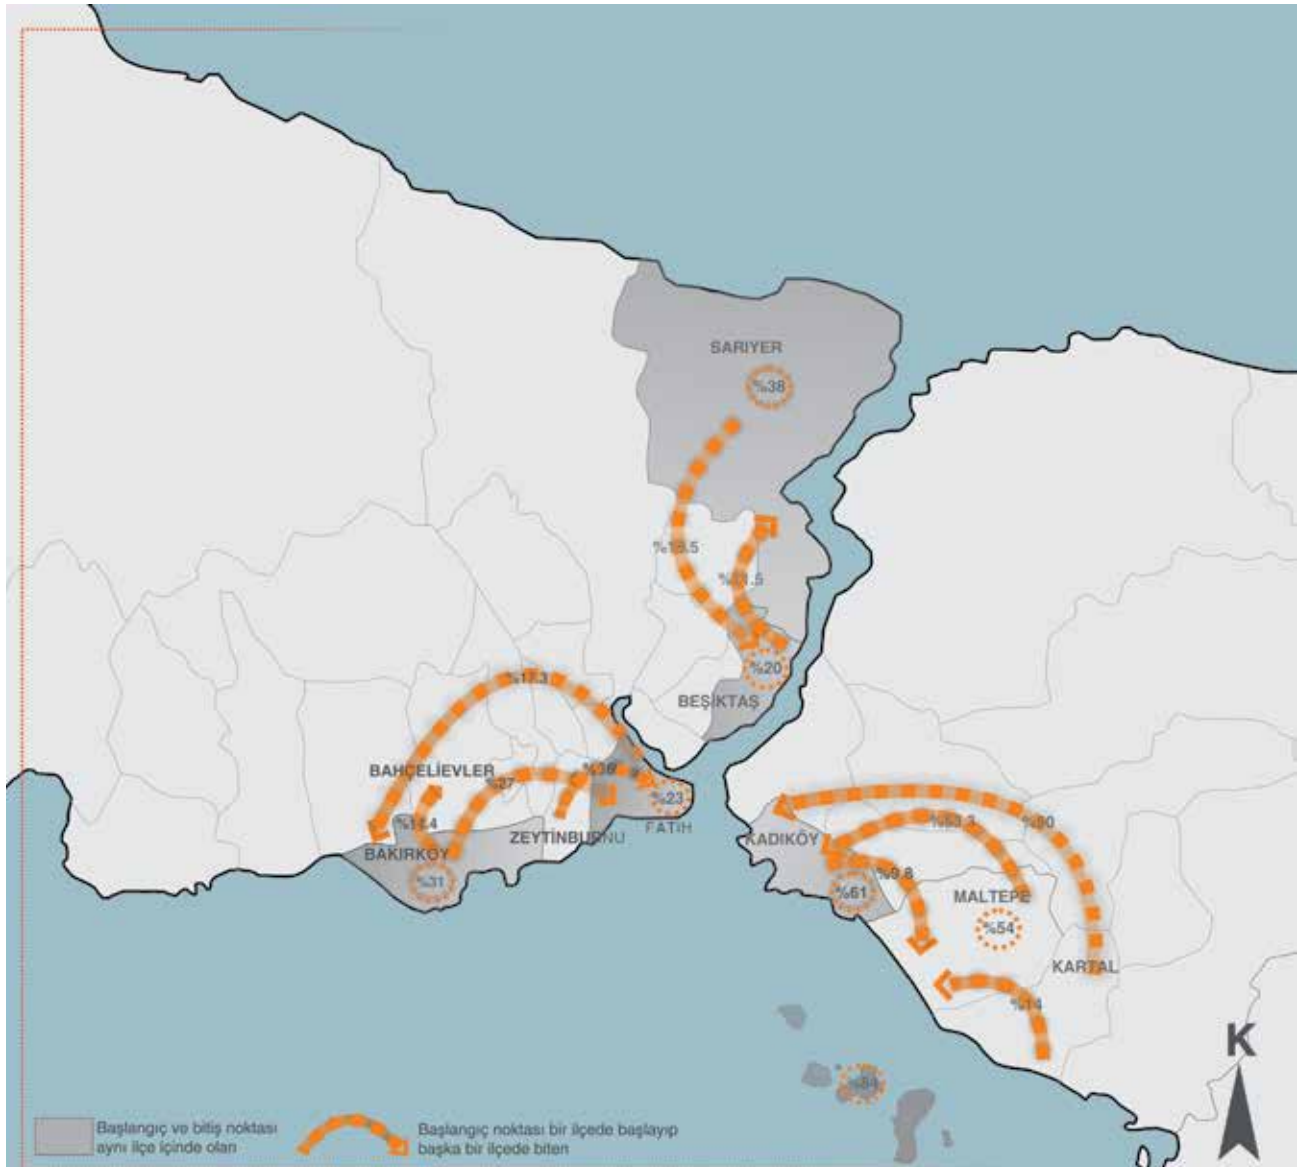 SARIYER
%38
%20
BEŞİKTAŞ
%17.3
BAHÇELİEVLER
%27
%23
FATİH
ZEYTİNBURNU
BAKIRKÖY
%31
KADIKÖY
%9.8
%61
MALTEPE
%54
KARTAL
%14
K
Başlangıç ve bitiş noktası
aynı ilçe içinde olan
Başlangıç noktası bir ilçede başlayıp
başka bir ilçede biten